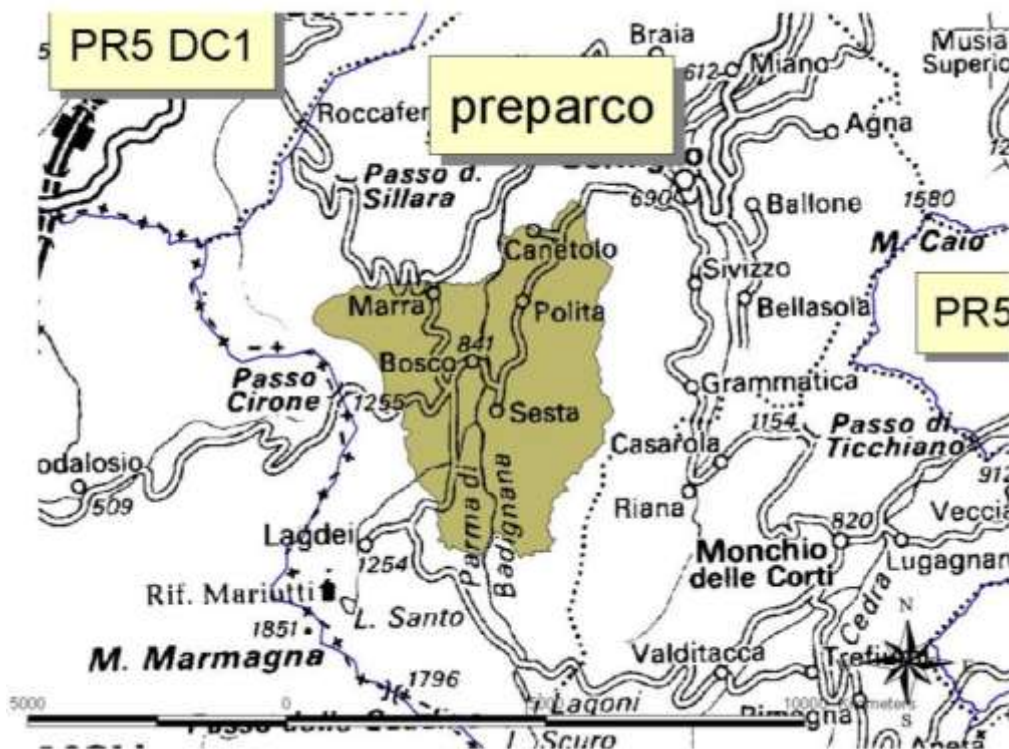 PR5 DC1
Braia
612
Miano
Musia
Superio
preparco
Roccafer
Agna
Passo d.
Sillara
690
Ballone
1580
Canetolo
M. Caio
Sivizzo
Marra
Polita
Bellasola
PR5
841
Bosco
Passo
Cirone
1255
Grammatica
Sesta
1154
Passo di
Ticchiano
Casarola
odalosio
509
912
Riana
Veccia
Parma di
Badignana
Lagdei
1254
820
Monchio
delle Corti
Lugagnan
Rif. Mariotti
L. Santo
Cedra
N
1851
M. Marmagna
Valditacca
E
1796
5000
0
10000
Lagoni
S
L. Scuro